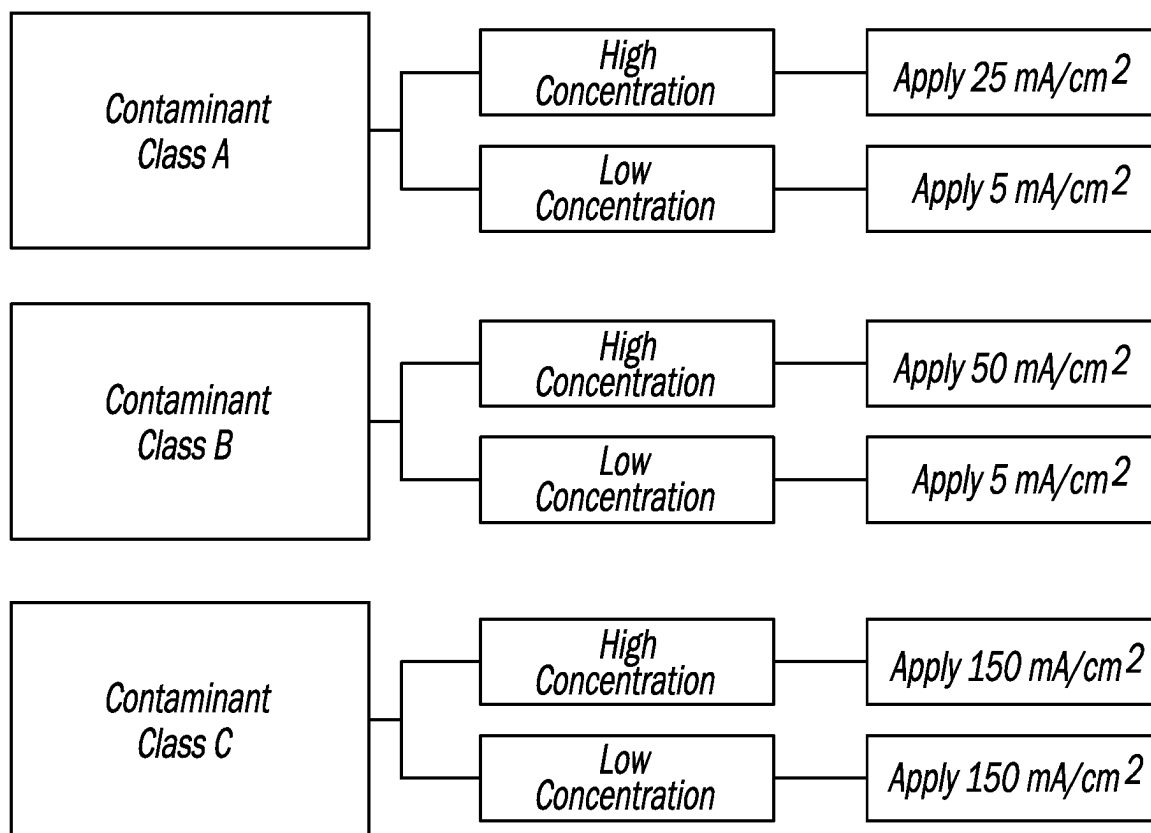 Contaminant
Class A
High
Concentration
Apply 25 mA/cm²
Low
Concentration
Apply 5 mA/cm²
Contaminant
Class B
High
Concentration
Apply 50 mA/cm²
Low
Concentration
Apply 5 mA/cm²
Contaminant
Class C
High
Concentration
Apply 150 mA/cm²
Low
Concentration
Apply 150 mA/cm²